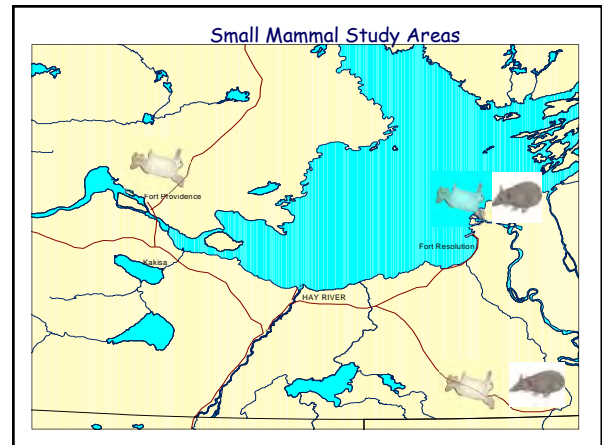 Small Mammal Study Areas
Fort Providence
Fort Resolution
Kakisa
HAY RIVER